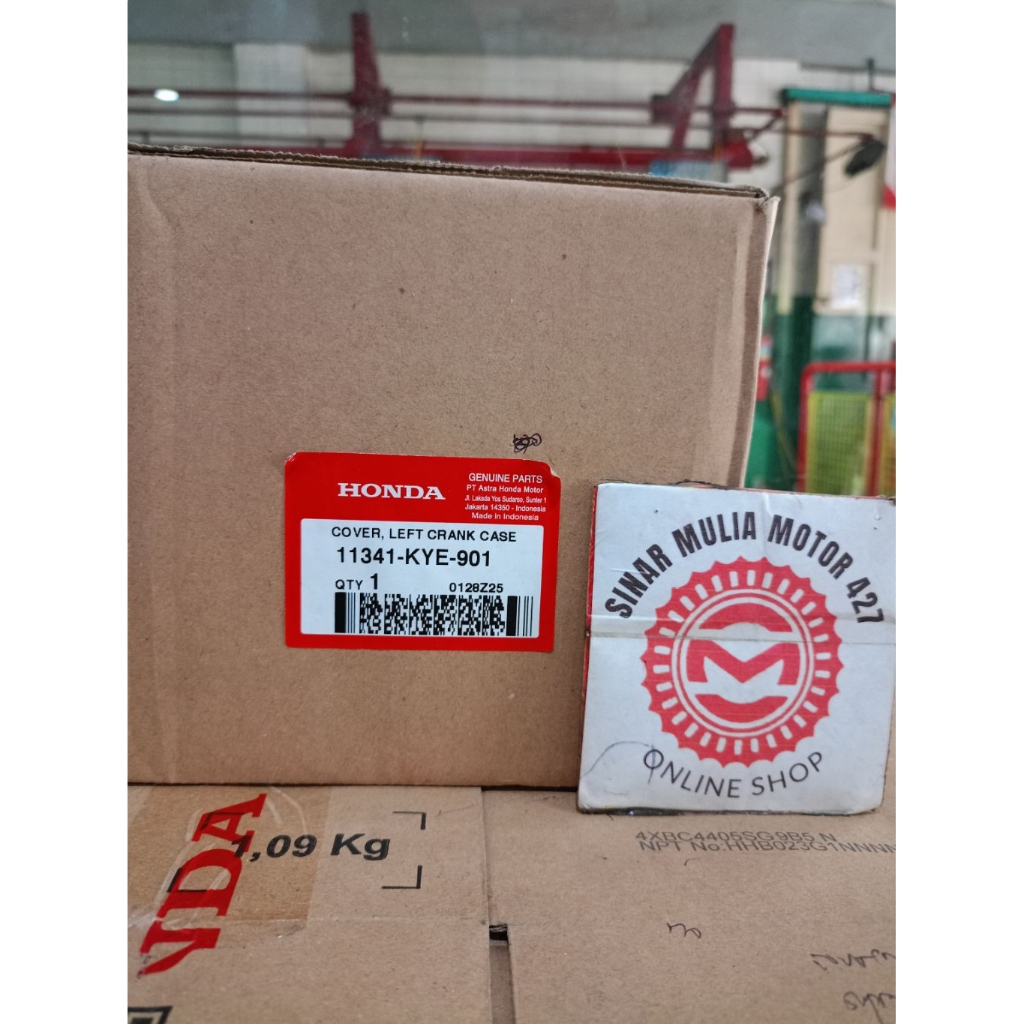 HONDA
GENUINE PARTS
PT Astra Honda Motor
Jl. Laksda Yos Sudarso, Sunter 1
Jakarta 14350 - Indonesia
Made In Indonesia
COVER, LEFT CRANK CASE
11341-KYE-901
QTY 1
0128Z25
SINAR MULIA MOTOR 427
M
ONLINE SHOP
1,09 Kg
4XBC4405SG9B5 N
NPT No.HHB023G1NNNN